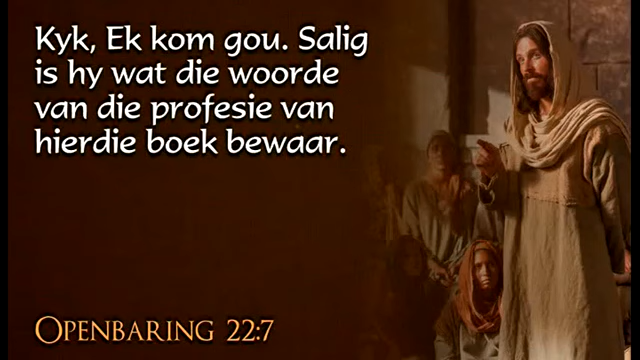 Kyk, Ek kom gou. Salig
is hy wat die woorde
van die profesie van
hierdie boek bewaar.
Openbaring 22:7